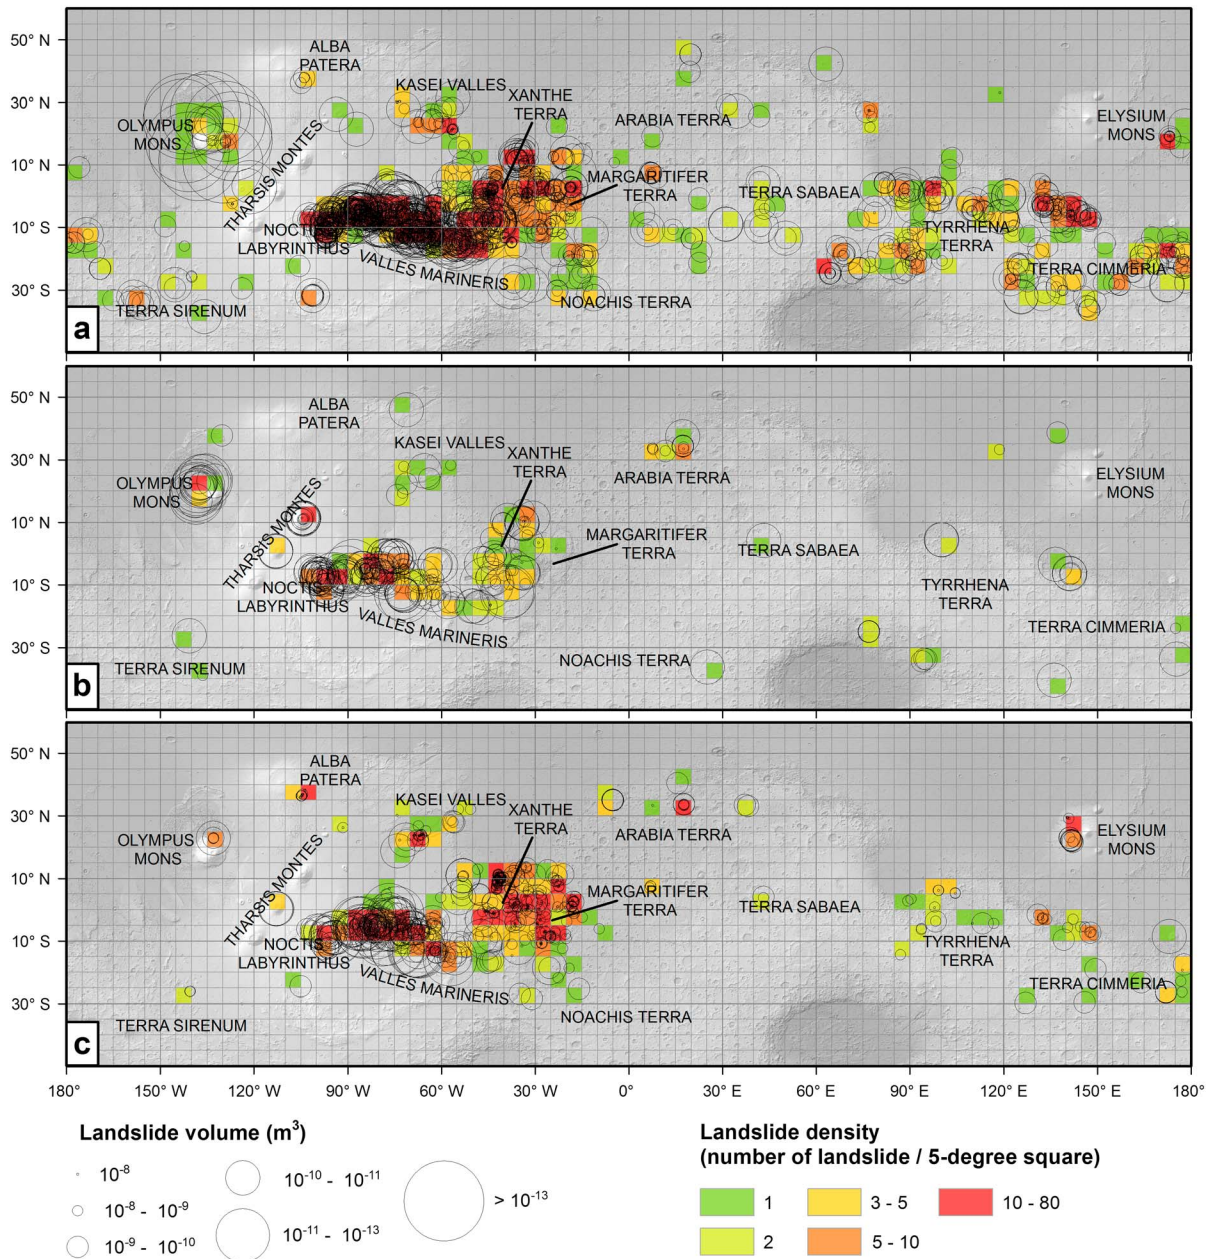 50° N
30° N
10° N
10° S
30° S
ALBA
PATERA
KASEI VALLES
XANTHE
TERRA
ARABIA TERRA
ELYSIUM
MONS
OLYMPUS
MONS
THARSIS MONTES
MARGARITIFER
TERRA
TERRA SABAEA
NOCTIS
LABYRINTHUS
VALLES MARINERIS
TYRRHENA
TERRA
TERRA CIMMERIA
TERRA SIRENUM
NOACHIS TERRA
a
50° N
30° N
10° N
10° S
30° S
ALBA
PATERA
KASEI VALLES
XANTHE
TERRA
ARABIA TERRA
ELYSIUM
MONS
OLYMPUS
MONS
THARSIS MONTES
MARGARITIFER
TERRA
TERRA SABAEA
NOCTIS
LABYRINTHUS
VALLES MARINERIS
TYRRHENA
TERRA
TERRA CIMMERIA
TERRA SIRENUM
NOACHIS TERRA
b
50° N
30° N
10° N
10° S
30° S
ALBA
PATERA
KASEI VALLES
XANTHE
TERRA
ARABIA TERRA
ELYSIUM
MONS
OLYMPUS
MONS
THARSIS MONTES
MARGARITIFER
TERRA
TERRA SABAEA
NOCTIS
LABYRINTHUS
VALLES MARINERIS
TYRRHENA
TERRA
TERRA CIMMERIA
TERRA SIRENUM
NOACHIS TERRA
c
180° 150° W 120° W 90° W 60° W 30° W 0° 30° E 60° E 90° E 120° E 150° E 180°
Landslide volume (m³)
10⁻⁸
10⁻⁸ - 10⁻⁹
10⁻⁹ - 10⁻¹⁰
10⁻¹⁰ - 10⁻¹¹
10⁻¹¹ - 10⁻¹³
> 10⁻¹³
Landslide density
(number of landslide / 5-degree square)
1
2
3 - 5
5 - 10
10 - 80